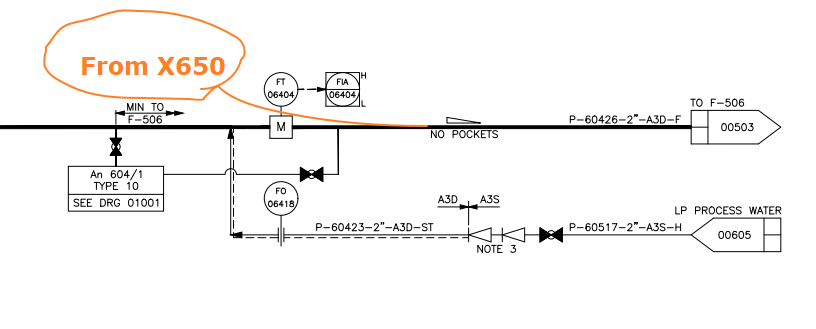 From X650
FT
06404
FIA
06404
H
L
MIN TO
F-506
M
NO POCKETS
P-60426-2"-A3D-F
TO F-506
00503
An 604/1
TYPE 10
SEE DRG 01001
FO
06418
P-60423-2"-A3D-ST
A3D
A3S
NOTE 3
P-60517-2"-A3S-H
LP PROCESS WATER
00605